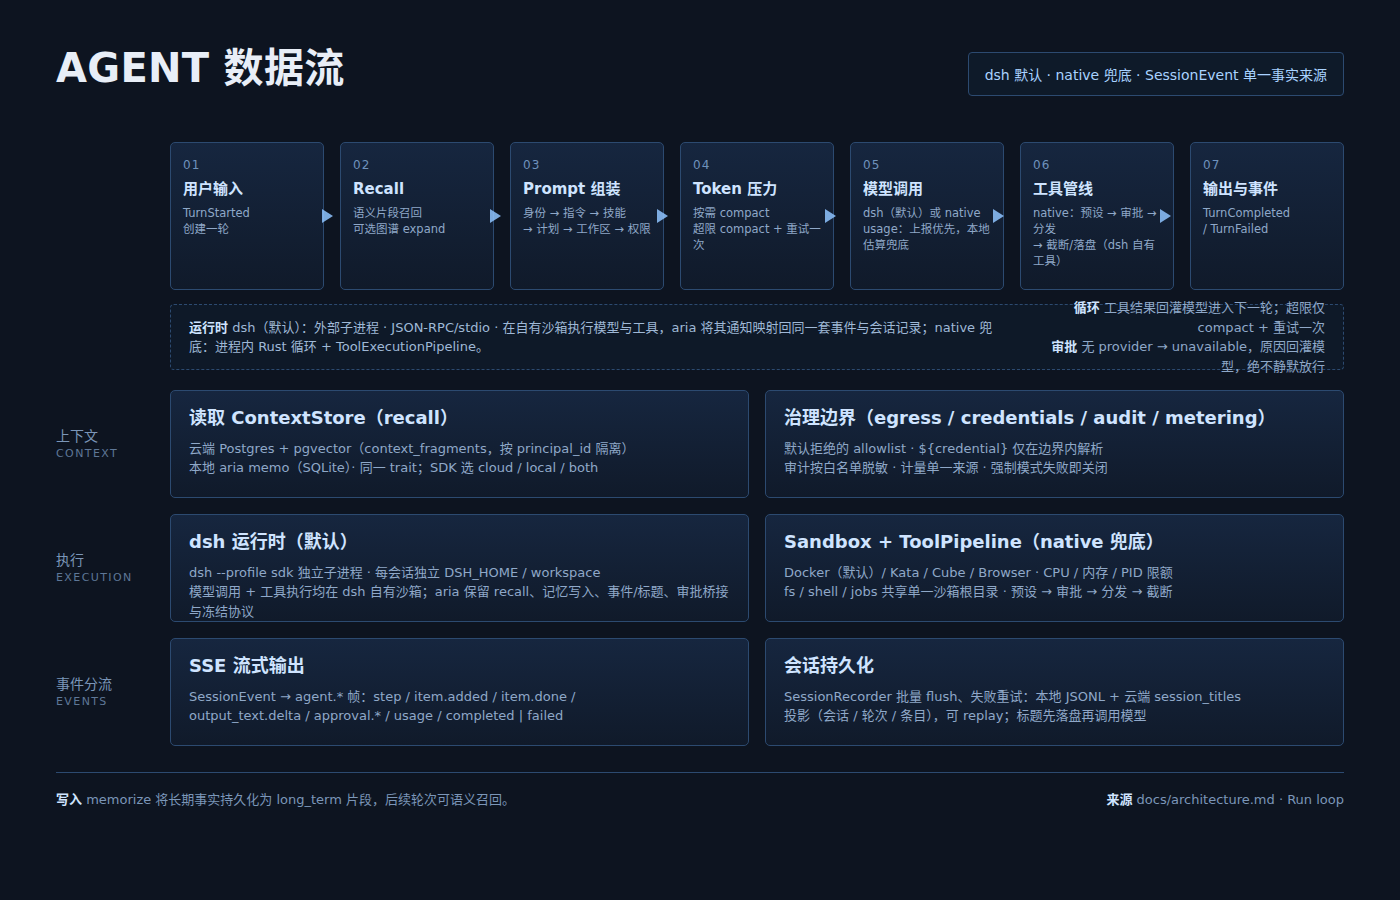 AGENT 数据流
dsh 默认 · native 兜底 · SessionEvent 单一事实来源
01
用户输入
TurnStarted
创建一轮
02
Recall
语义片段召回
可选图谱 expand
03
Prompt 组装
身份 → 指令 → 技能
→ 计划 → 工作区 → 权限
04
Token 压力
按需 compact
超限 compact + 重试一
次
05
模型调用
dsh（默认）或 native
usage：上报优先，本地
估算兜底
06
工具管线
native：预设 → 审批 →
分发
→ 截断/落盘（dsh 自有
工具）
07
输出与事件
TurnCompleted
/ TurnFailed
运行时 dsh（默认）：外部子进程 · JSON-RPC/stdio · 在自有沙箱执行模型与工具，aria 将其通知映射回同一套事件与会话记录；native 兜
底：进程内 Rust 循环 + ToolExecutionPipeline。
循环 工具结果回灌模型进入下一轮；超限仅
compact + 重试一次
审批 无 provider → unavailable，原因回灌模
型，绝不静默放行
上下文
CONTEXT
读取 ContextStore（recall）
云端 Postgres + pgvector（context_fragments，按 principal_id 隔离）
本地 aria memo（SQLite）· 同一 trait；SDK 选 cloud / local / both
治理边界（egress / credentials / audit / metering）
默认拒绝的 allowlist · ${credential} 仅在边界内解析
审计按白名单脱敏 · 计量单一来源 · 强制模式失败即关闭
执行
EXECUTION
dsh 运行时（默认）
dsh --profile sdk 独立子进程 · 每会话独立 DSH_HOME / workspace
模型调用 + 工具执行均在 dsh 自有沙箱；aria 保留 recall、记忆写入、事件/标题、审批桥接
与冻结协议
Sandbox + ToolPipeline（native 兜底）
Docker（默认）/ Kata / Cube / Browser · CPU / 内存 / PID 限额
fs / shell / jobs 共享单一沙箱根目录 · 预设 → 审批 → 分发 → 截断
事件分流
EVENTS
SSE 流式输出
SessionEvent → agent.* 帧：step / item.added / item.done /
output_text.delta / approval.* / usage / completed | failed
会话持久化
SessionRecorder 批量 flush、失败重试：本地 JSONL + 云端 session_titles
投影（会话 / 轮次 / 条目），可 replay；标题先落盘再调用模型
写入 memorize 将长期事实持久化为 long_term 片段，后续轮次可语义召回。
来源 docs/architecture.md · Run loop